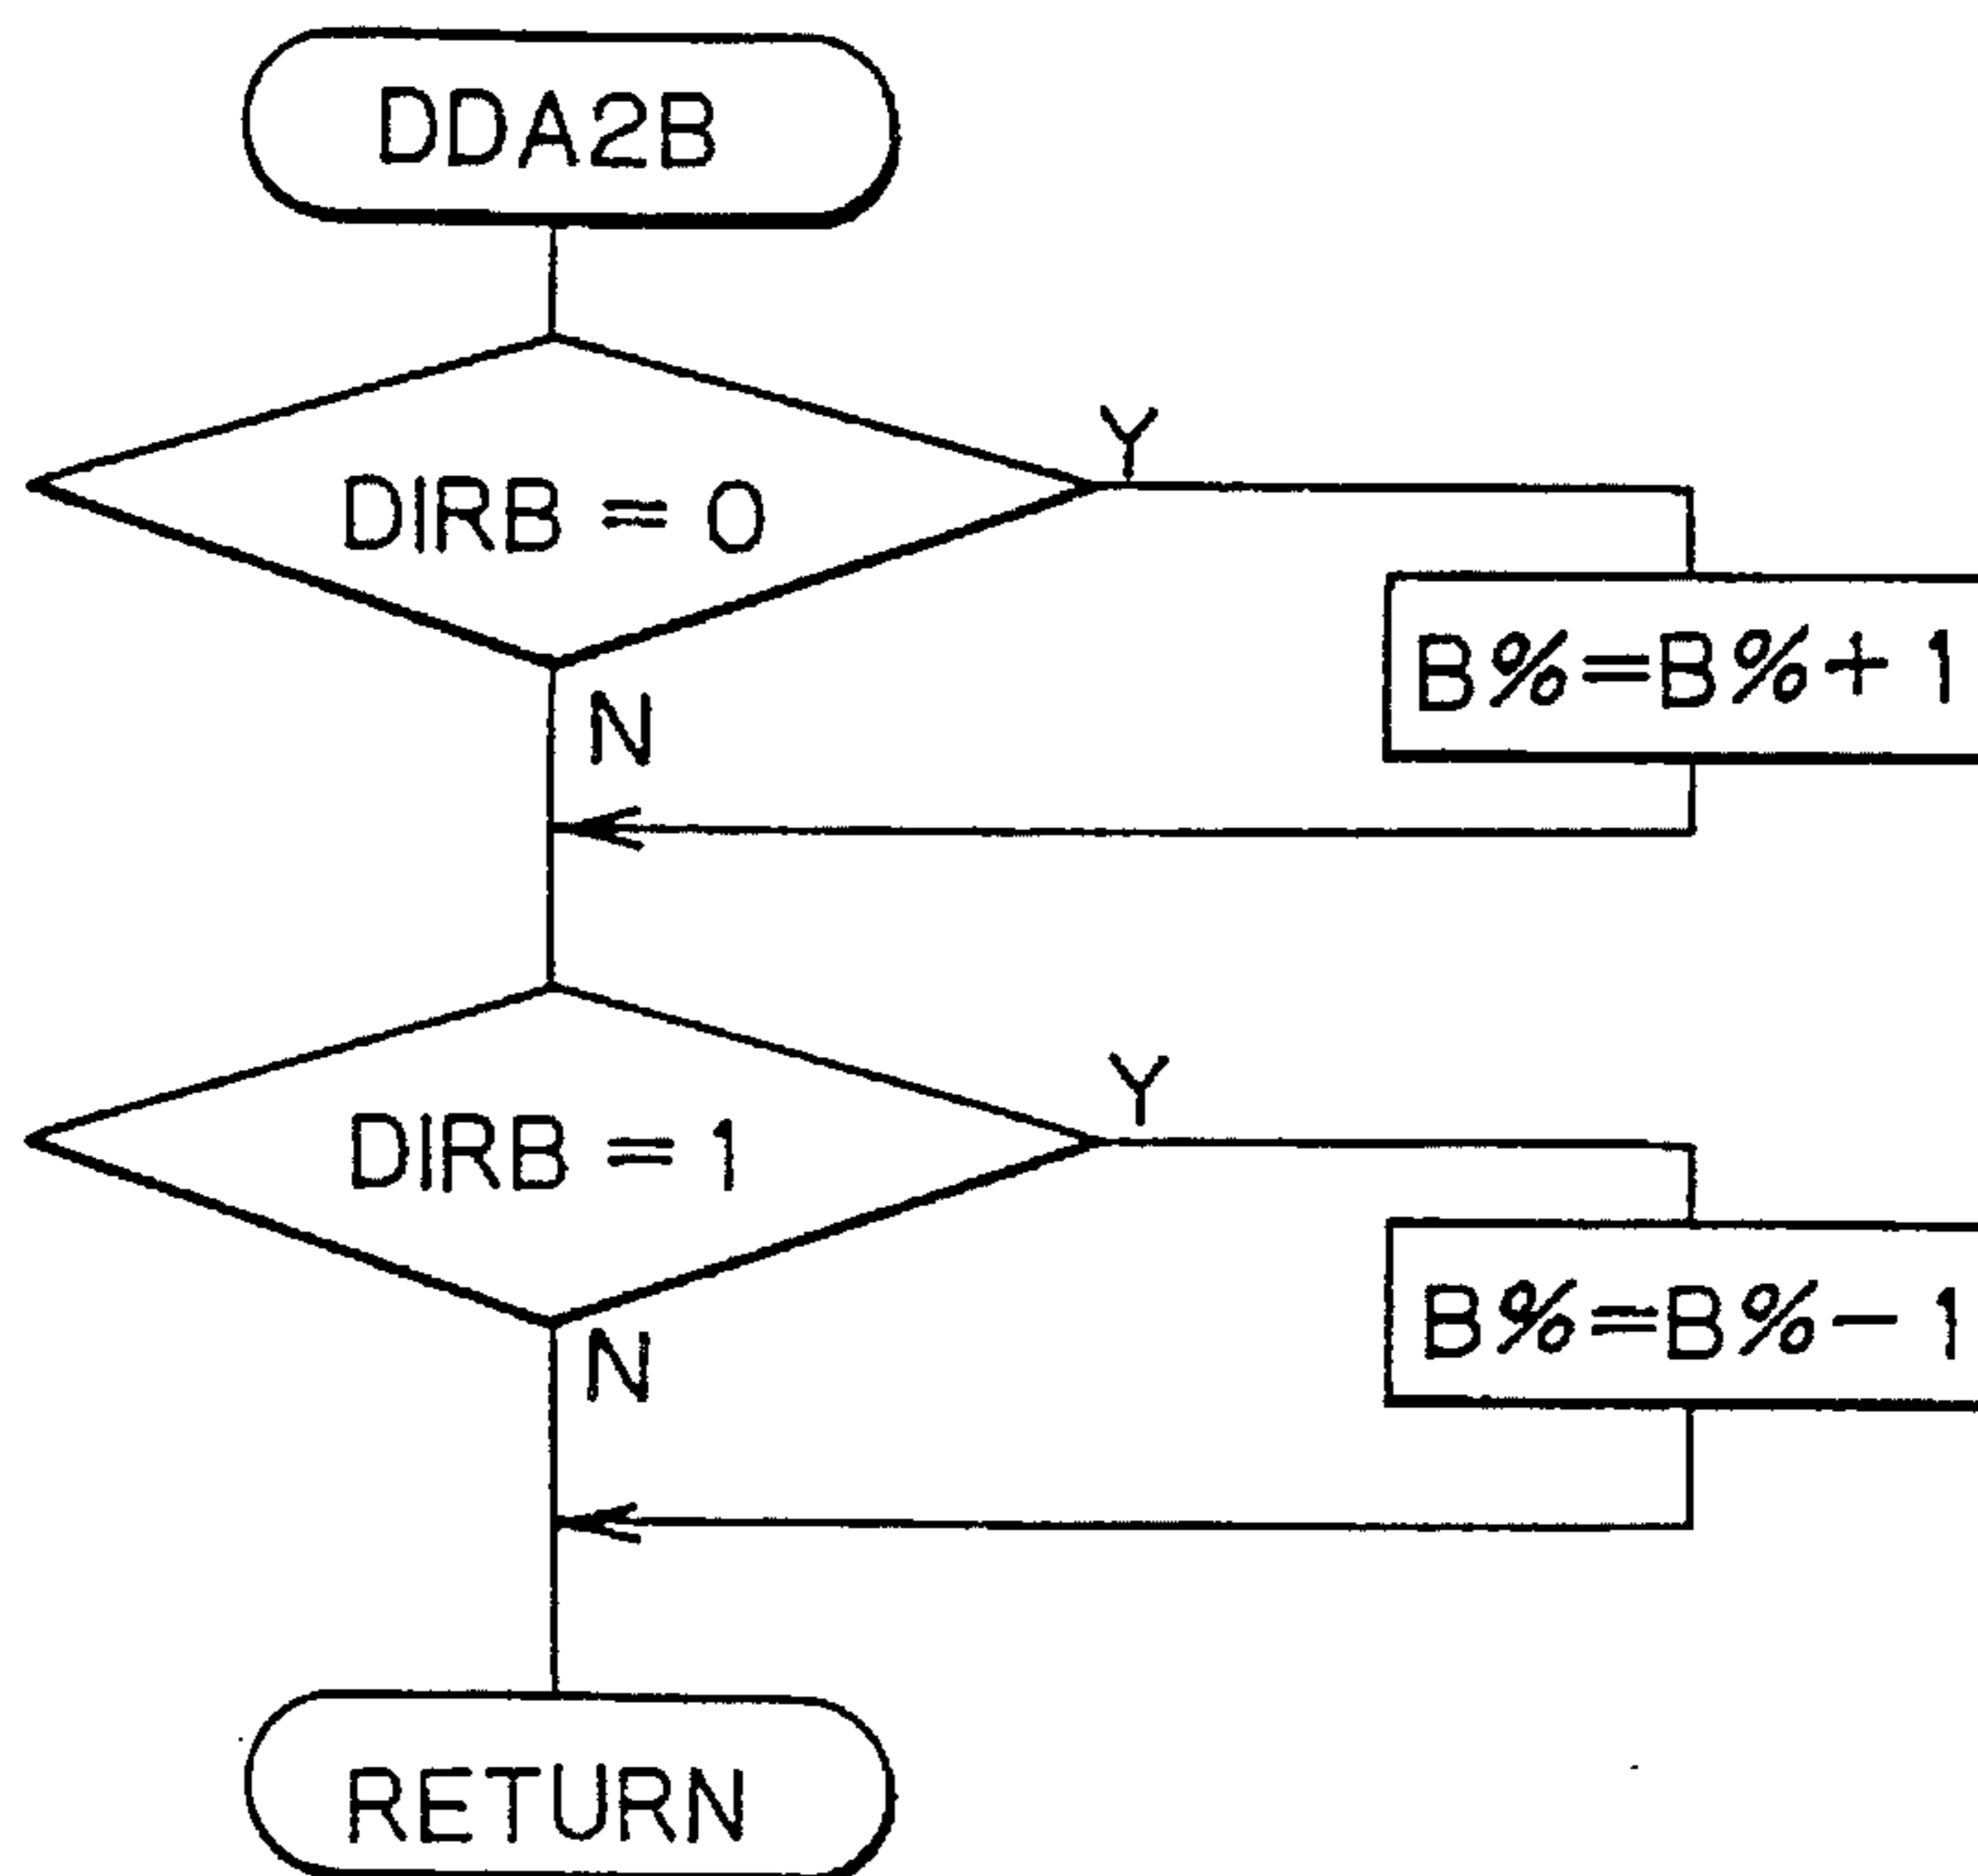 DDA2B
Y
DIRB = 0
B%=B%+1
N
Y
DIRB = 1
B%=B%-1
N
RETURN